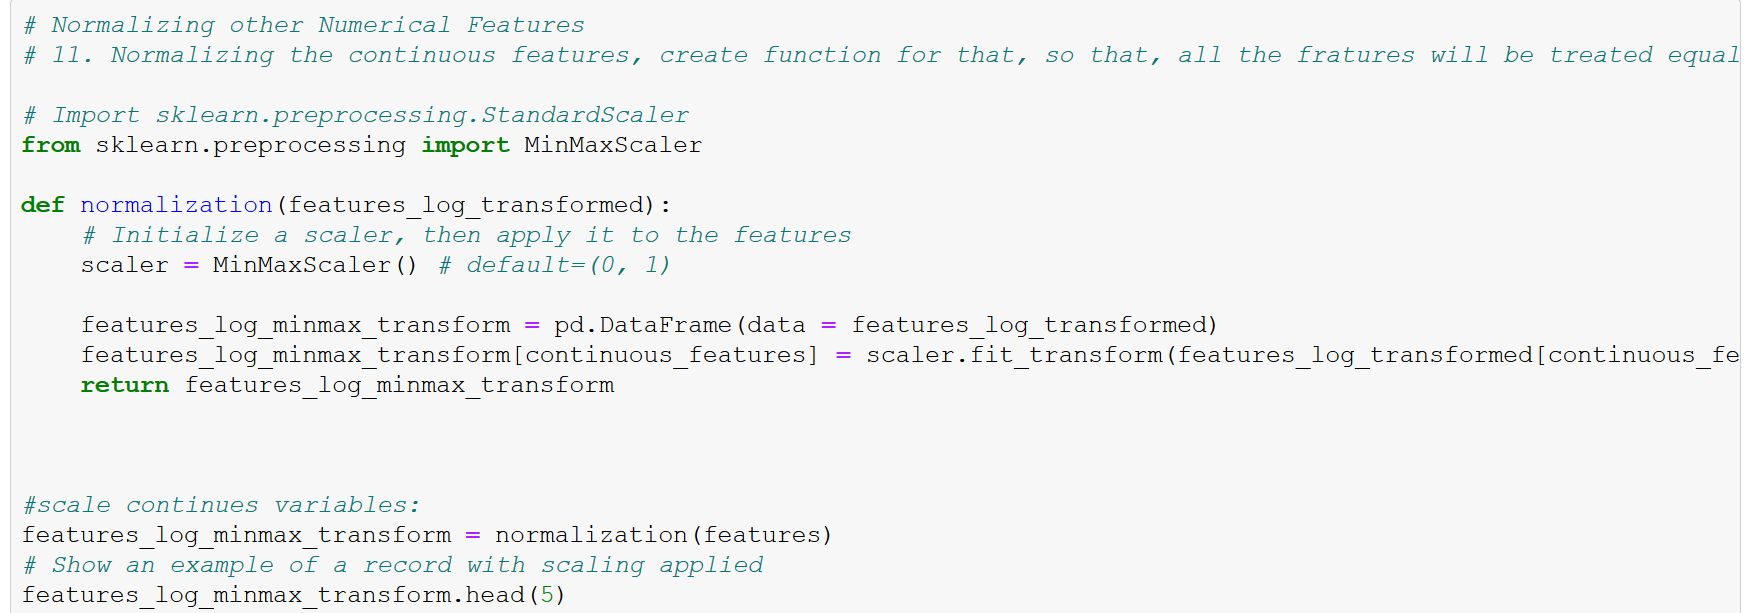 # Normalizing other Numerical Features
# 11. Normalizing the continuous features, create function for that, so that, all the fratures will be treated equal
# Import sklearn.preprocessing.StandardScaler
from sklearn.preprocessing import MinMaxScaler
def normalization(features_log_transformed):
    # Initialize a scaler, then apply it to the features
    scaler = MinMaxScaler() # default=(0, 1)
    features_log_minmax_transform = pd.DataFrame(data = features_log_transformed)
    features_log_minmax_transform[continuous_features] = scaler.fit_transform(features_log_transformed[continuous_fe
    return features_log_minmax_transform
#scale continues variables:
features_log_minmax_transform = normalization(features)
# Show an example of a record with scaling applied
features_log_minmax_transform.head(5)